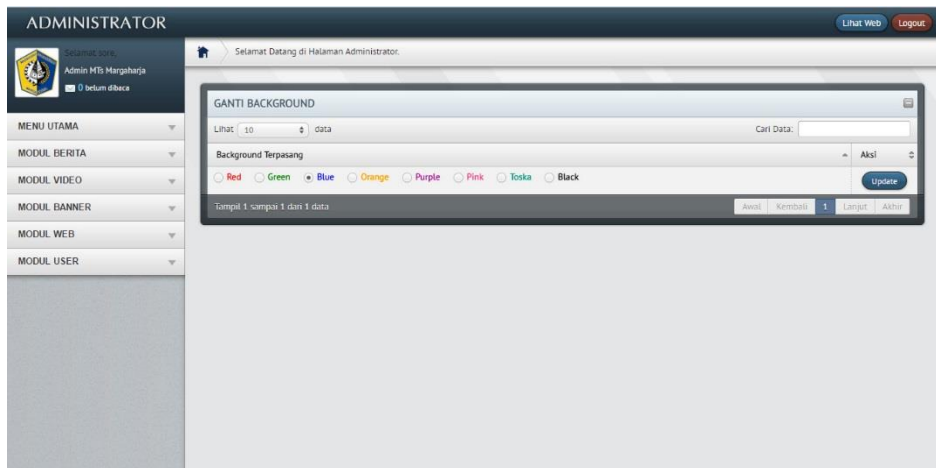 ADMINISTRATOR
Lihat Web Logout
Selamat sore,
Admin MTs Margaharja
0 belum dibaca
Selamat Datang di Halaman Administrator.
MENU UTAMA
MODUL BERITA
MODUL VIDEO
MODUL BANNER
MODUL WEB
MODUL USER
GANTI BACKGROUND
Lihat 10 data Cari Data:
Background Terpasang Aksi
Red Green Blue Orange Purple Pink Toska Black Update
Tampil 1 sampai 1 dari 1 data Awal Kembali 1 Lanjut Akhir